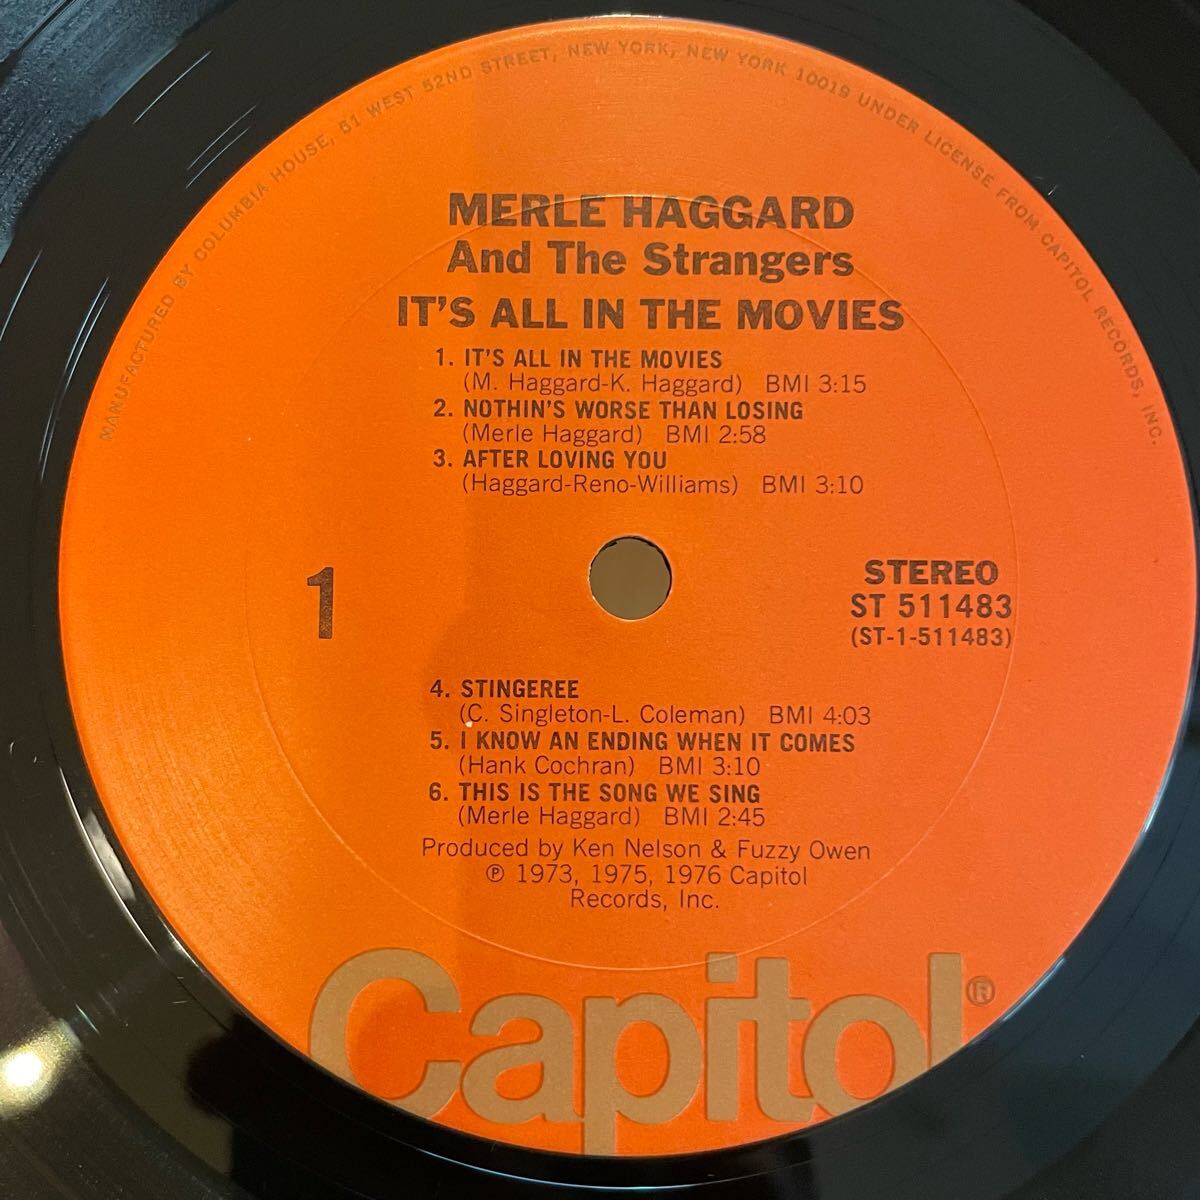 MANUFACTURED BY COLUMBIA HOUSE, 51 WEST 52ND STREET, NEW YORK, NEW YORK 10019 UNDER LICENSE FROM CAPITOL RECORDS, INC.
MERLE HAGGARD
And The Strangers
IT'S ALL IN THE MOVIES
1. IT'S ALL IN THE MOVIES
(M. Haggard-K. Haggard) BMI 3:15
2. NOTHIN'S WORSE THAN LOSING
(Merle Haggard) BMI 2:58
3. AFTER LOVING YOU
(Haggard-Reno-Williams) BMI 3:10
1
STEREO
ST 511483
(ST-1-511483)
4. STINGEREE
(C. Singleton-L. Coleman) BMI 4:03
5. I KNOW AN ENDING WHEN IT COMES
(Hank Cochran) BMI 3:10
6. THIS IS THE SONG WE SING
(Merle Haggard) BMI 2:45
Produced by Ken Nelson & Fuzzy Owen
℗ 1973, 1975, 1976 Capitol
Records, Inc.
Capitol®